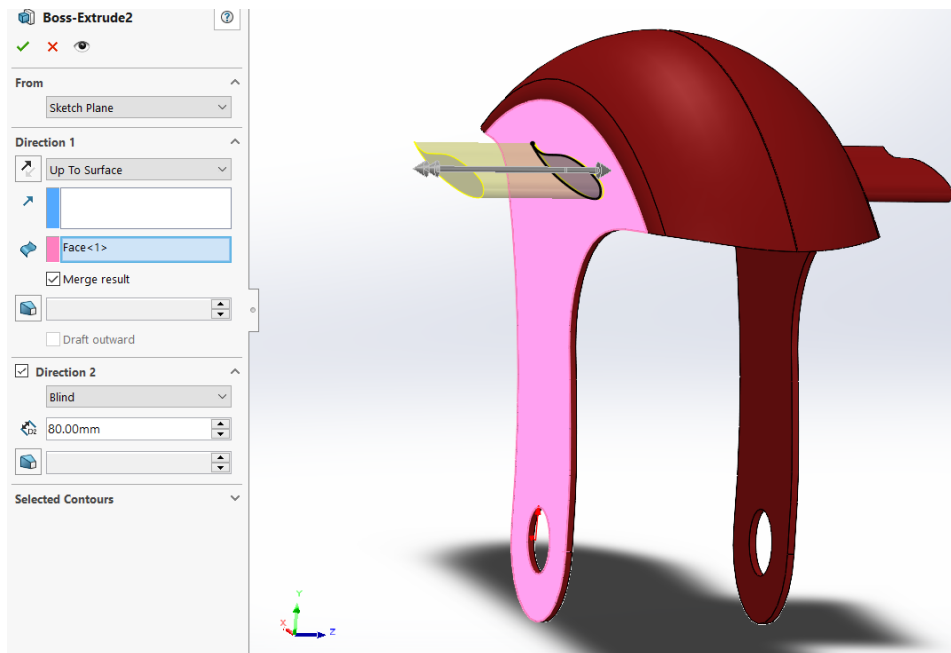 Boss-Extrude2
From
Sketch Plane
Direction 1
Up To Surface
Face<1>
Merge result
Draft outward
Direction 2
Blind
80.00mm
Selected Contours
Y
X
Z